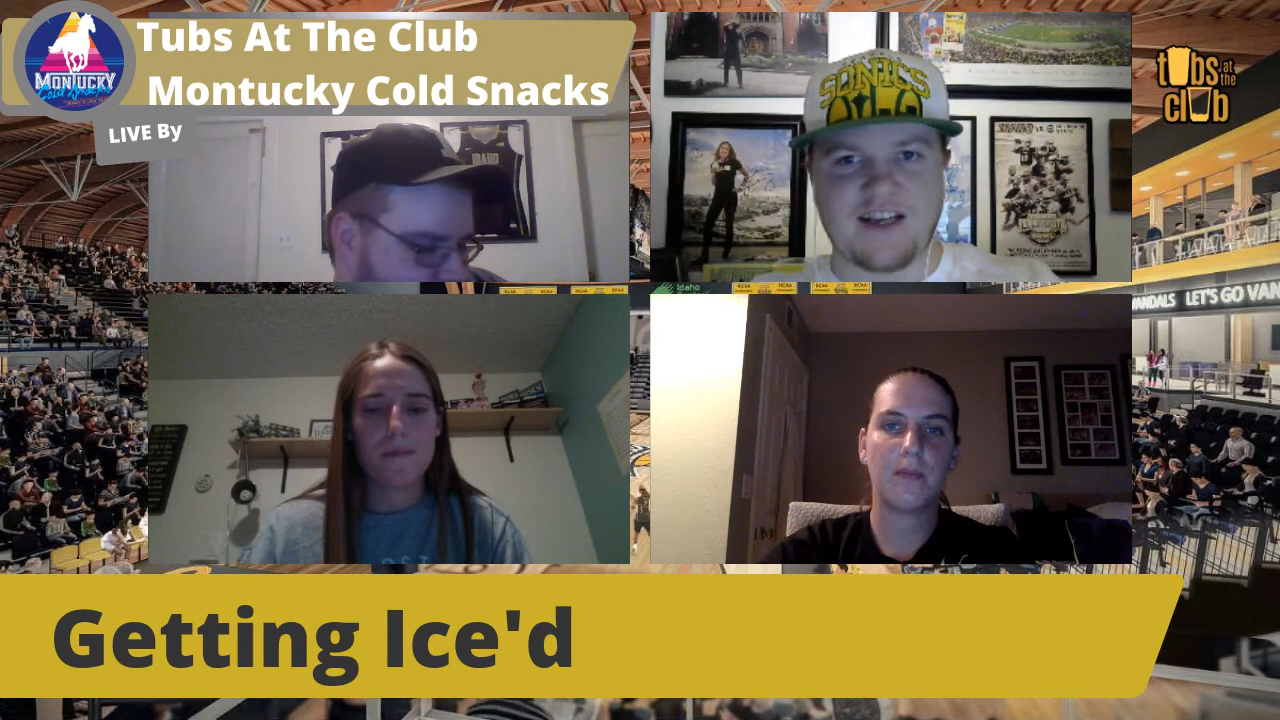 Tubs At The Club
Montucky Cold Snacks
MONTUCKY
Cold Snacks
LIVE By
SONICS
tubs at the club
IDAHO
Idaho
VANDALS LET'S GO VAN
Getting Ice'd